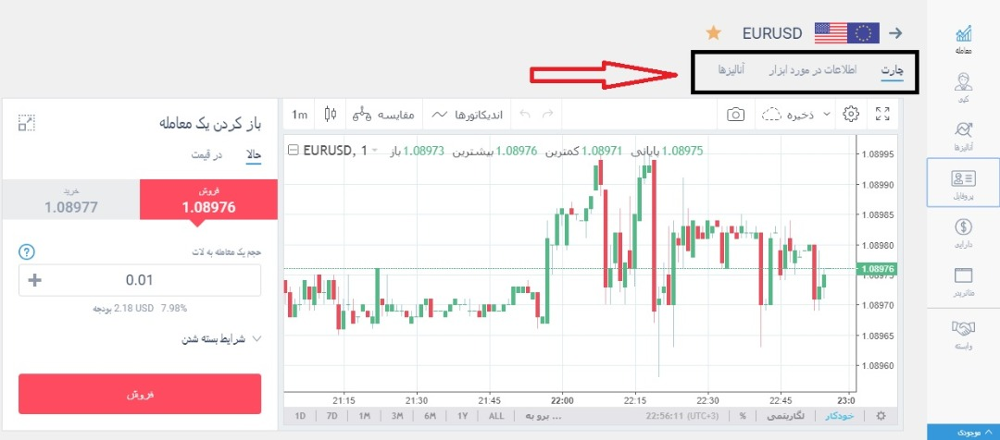 EURUSD
معامله
چارت
اطلاعات در مورد ابزار
آنالیزها
کپی
آنالیزها
پروفایل
دارایی
متاتریدر
وابسته
موجودی
باز کردن یک معامله
حالا
در قیمت
فروش
1.08976
خرید
1.08977
حجم یک معامله به لات
?
+
0.01
بودجه 2.18 USD 7.98%
شرایط بسته شدن
فروش
1m
مقایسه
اندیکاتورها
ذخیره
EURUSD, 1
باز 1.08973 بیشترین 1.08976 کمترین 1.08971 پایانی 1.08975
1.08995
1.08990
1.08985
1.08980
1.08976
1.08975
1.08970
1.08965
1.08960
21:15 21:30 21:45 22:00 22:15 22:30 22:45 23:0
1D 7D 1M 3M 6M 1Y ALL برو به ...
22:56:11 (UTC+3) % لگاریتمی خودکار